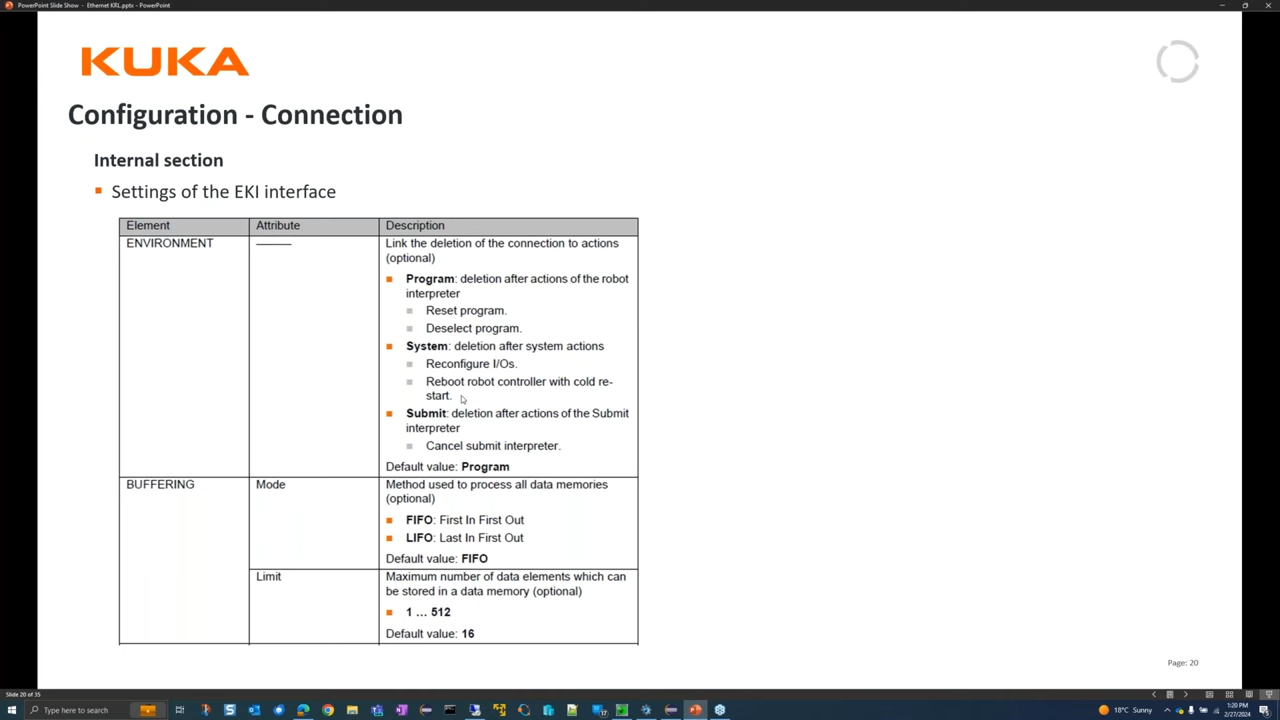 PowerPoint Slide Show - Ethernet KRL.pptx - PowerPoint
KUKA
Configuration - Connection
Internal section
Settings of the EKI interface
Element Attribute Description
ENVIRONMENT Link the deletion of the connection to actions
(optional)
Program: deletion after actions of the robot
interpreter
Reset program.
Deselect program.
System: deletion after system actions
Reconfigure I/Os.
Reboot robot controller with cold re-
start.
Submit: deletion after actions of the Submit
interpreter
Cancel submit interpreter.
Default value: Program
BUFFERING Mode Method used to process all data memories
(optional)
FIFO: First In First Out
LIFO: Last In First Out
Default value: FIFO
Limit Maximum number of data elements which can
be stored in a data memory (optional)
1 ... 512
Default value: 16
Page: 20
Slide 20 of 35
Type here to search
18°C Sunny
1:20 PM
2/27/2024